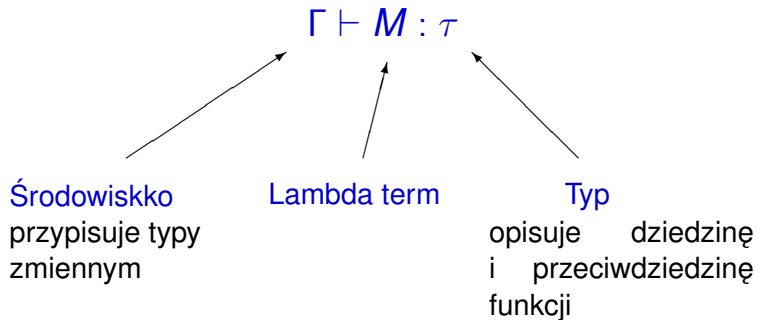 Γ ⊢ M : τ
Środowiskko
przypisuje typy
zmiennym
Lambda term
Typ
opisuje dziedzinę
i przeciwdziedzinę
funkcji